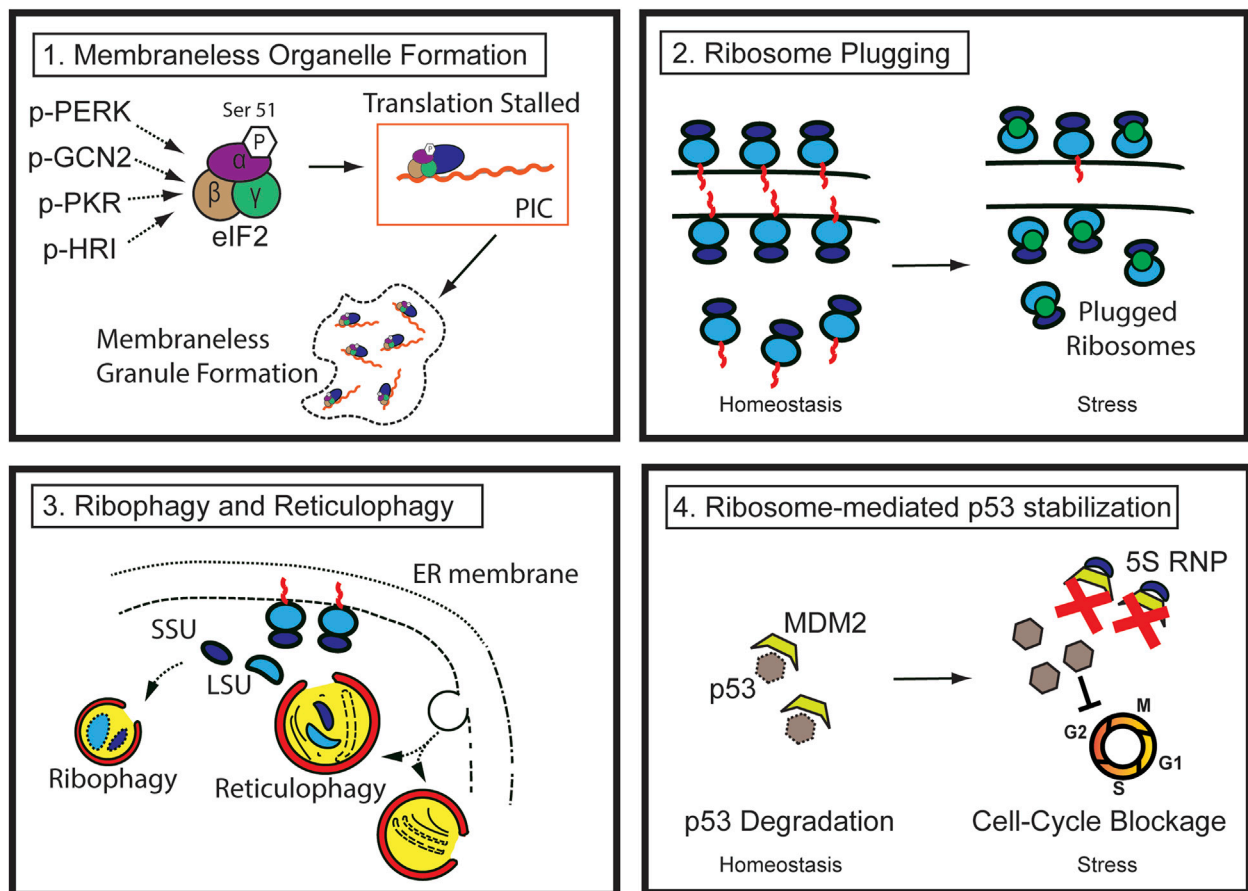 1. Membraneless Organelle Formation
p-PERK
p-GCN2
p-PKR
p-HRI
Ser 51
P
α
β
γ
eIF2
Translation Stalled
P
PIC
Membraneless
Granule Formation
2. Ribosome Plugging
Plugged
Ribosomes
Homeostasis
Stress
3. Ribophagy and Reticulophagy
ER membrane
SSU
LSU
Ribophagy
Reticulophagy
4. Ribosome-mediated p53 stabilization
5S RNP
MDM2
p53
M
G2
G1
S
p53 Degradation
Cell-Cycle Blockage
Homeostasis
Stress